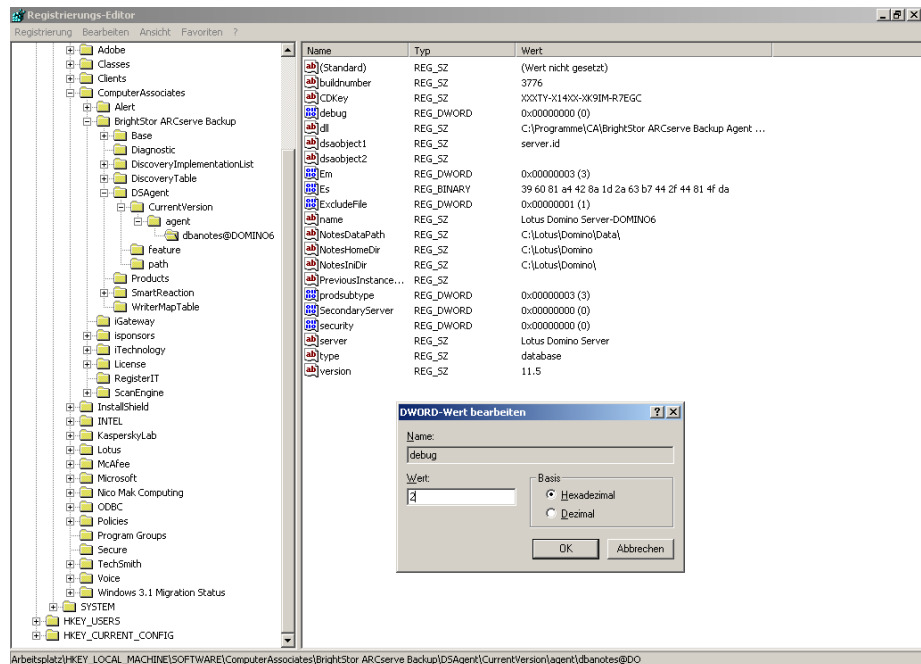 Registrierungs-Editor
Registrierung Bearbeiten Ansicht Favoriten ?
Adobe
Classes
Clients
ComputerAssociates
Alert
BrightStor ARCserve Backup
Base
Diagnostic
DiscoveryImplementationList
DiscoveryTable
DSAgent
CurrentVersion
agent
dbanotes@DOMINO6
feature
path
Products
SmartReaction
WriterMapTable
iGateway
isponsors
iTechnology
License
RegisterIT
ScanEngine
InstallShield
INTEL
KasperskyLab
Lotus
McAfee
Microsoft
Nico Mak Computing
ODBC
Policies
Program Groups
Secure
TechSmith
Voice
Windows 3.1 Migration Status
SYSTEM
HKEY_USERS
HKEY_CURRENT_CONFIG
Name Typ Wert
(Standard) REG_SZ (Wert nicht gesetzt)
buildnumber REG_SZ 3776
CDKey REG_SZ XXXTY-X14XX-XK9IM-R7EGC
debug REG_DWORD 0x00000000 (0)
dll REG_SZ C:\Programme\CA\BrightStor ARCserve Backup Agent ...
dsaobject1 REG_SZ server.id
dsaobject2 REG_SZ
Em REG_DWORD 0x00000003 (3)
Es REG_BINARY 39 60 81 a4 42 8a 1d 2a 63 b7 44 2f 44 81 4f da
ExcludeFile REG_DWORD 0x00000001 (1)
name REG_SZ Lotus Domino Server-DOMINO6
NotesDataPath REG_SZ C:\Lotus\Domino\Data\
NotesHomeDir REG_SZ C:\Lotus\Domino
NotesIniDir REG_SZ C:\Lotus\Domino\
PreviousInstance... REG_SZ
prodsubtype REG_DWORD 0x00000003 (3)
SecondaryServer REG_DWORD 0x00000000 (0)
security REG_DWORD 0x00000000 (0)
server REG_SZ Lotus Domino Server
type REG_SZ database
version REG_SZ 11.5
DWORD-Wert bearbeiten
Name:
debug
Wert:
2
Basis
Hexadezimal
Dezimal
OK Abbrechen
Arbeitsplatz\HKEY_LOCAL_MACHINE\SOFTWARE\ComputerAssociates\BrightStor ARCserve Backup\DSAgent\CurrentVersion\agent\dbanotes@DO